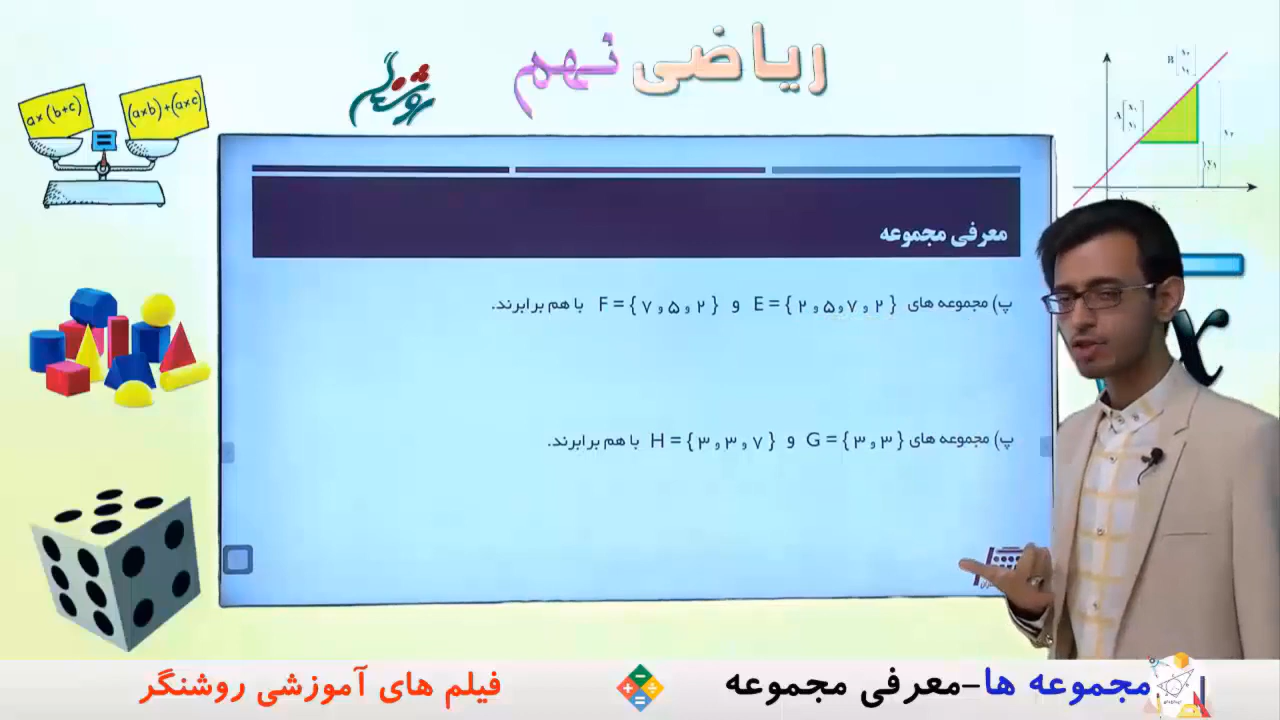 ریاضی نهم
روشنگر
a×(b+c)
(a×b)+(a×c)
=
معرفی مجموعه
پ) مجموعه های E = {۲ , ۵ , ۷ , ۲} و F = {۷ , ۵ , ۲} با هم برابرند.
پ) مجموعه های G = {۳ , ۳} و H = {۳ , ۳ , ۷} با هم برابرند.
x
مجموعه ها-معرفی مجموعه
فیلم های آموزشی روشنگر